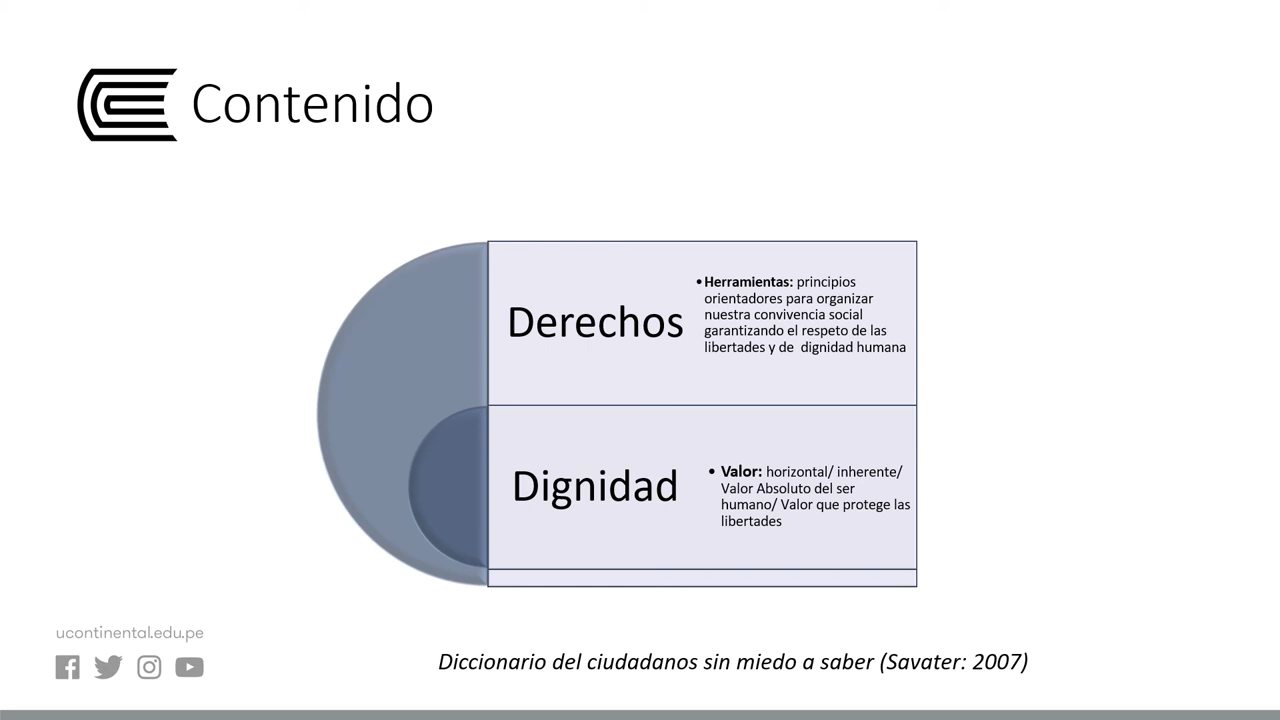 Contenido
Derechos
•Herramientas: principios
orientadores para organizar
nuestra convivencia social
garantizando el respeto de las
libertades y de  dignidad humana
Dignidad
• Valor: horizontal/ inherente/
Valor Absoluto del ser
humano/ Valor que protege las
libertades
ucontinental.edu.pe
Diccionario del ciudadanos sin miedo a saber (Savater: 2007)